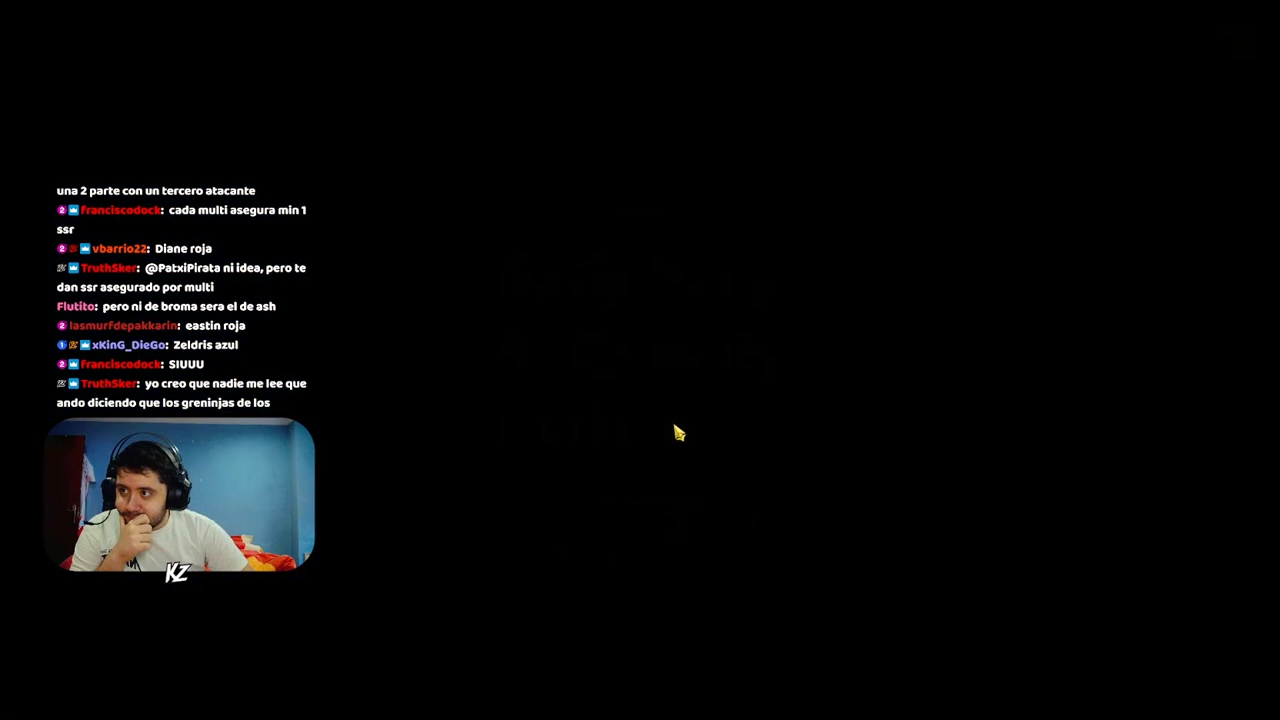 una 2 parte con un tercero atacante
franciscodock: cada multi asegura min 1
ssr
vbarrio22: Diane roja
TruthSker: @PatxiPirata ni idea, pero te
dan ssr asegurado por multi
Flutito: pero ni de broma sera el de ash
lasmurfdepakkarin: eastin roja
xKinG_DieGo: Zeldris azul
franciscodock: SIUUU
TruthSker: yo creo que nadie me lee que
ando diciendo que los greninjas de los
KZ